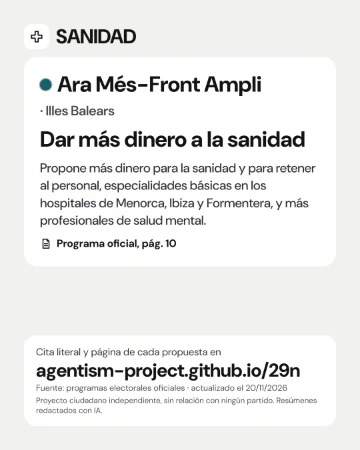 SANIDAD
Ara Més-Front Ampli
· Illes Balears
Dar más dinero a la sanidad
Propone más dinero para la sanidad y para retener
al personal, especialidades básicas en los
hospitales de Menorca, Ibiza y Formentera, y más
profesionales de salud mental.
Programa oficial, pág. 10
Cita literal y página de cada propuesta en
agentism-project.github.io/29n
Fuente: programas electorales oficiales · actualizado el 20/11/2026
Proyecto ciudadano independiente, sin relación con ningún partido. Resúmenes
redactados con IA.